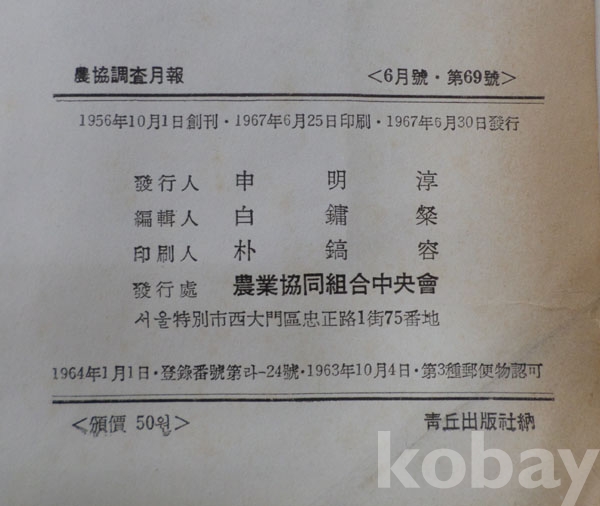 農協調査月報 <6月號・第69號>
1956年10月1日創刊・1967年6月25日印刷・1967年6月30日發行
發行人 申明淳
編輯人 白鏞燮
印刷人 朴鎬容
發行處 農業協同組合中央會
서울特別市西大門區忠正路1街75番地
1964年1月1日・登錄番號第라-24號・1963年10月4日・第3種郵便物認可
<頒價 50원> 靑丘出版社納
kobay